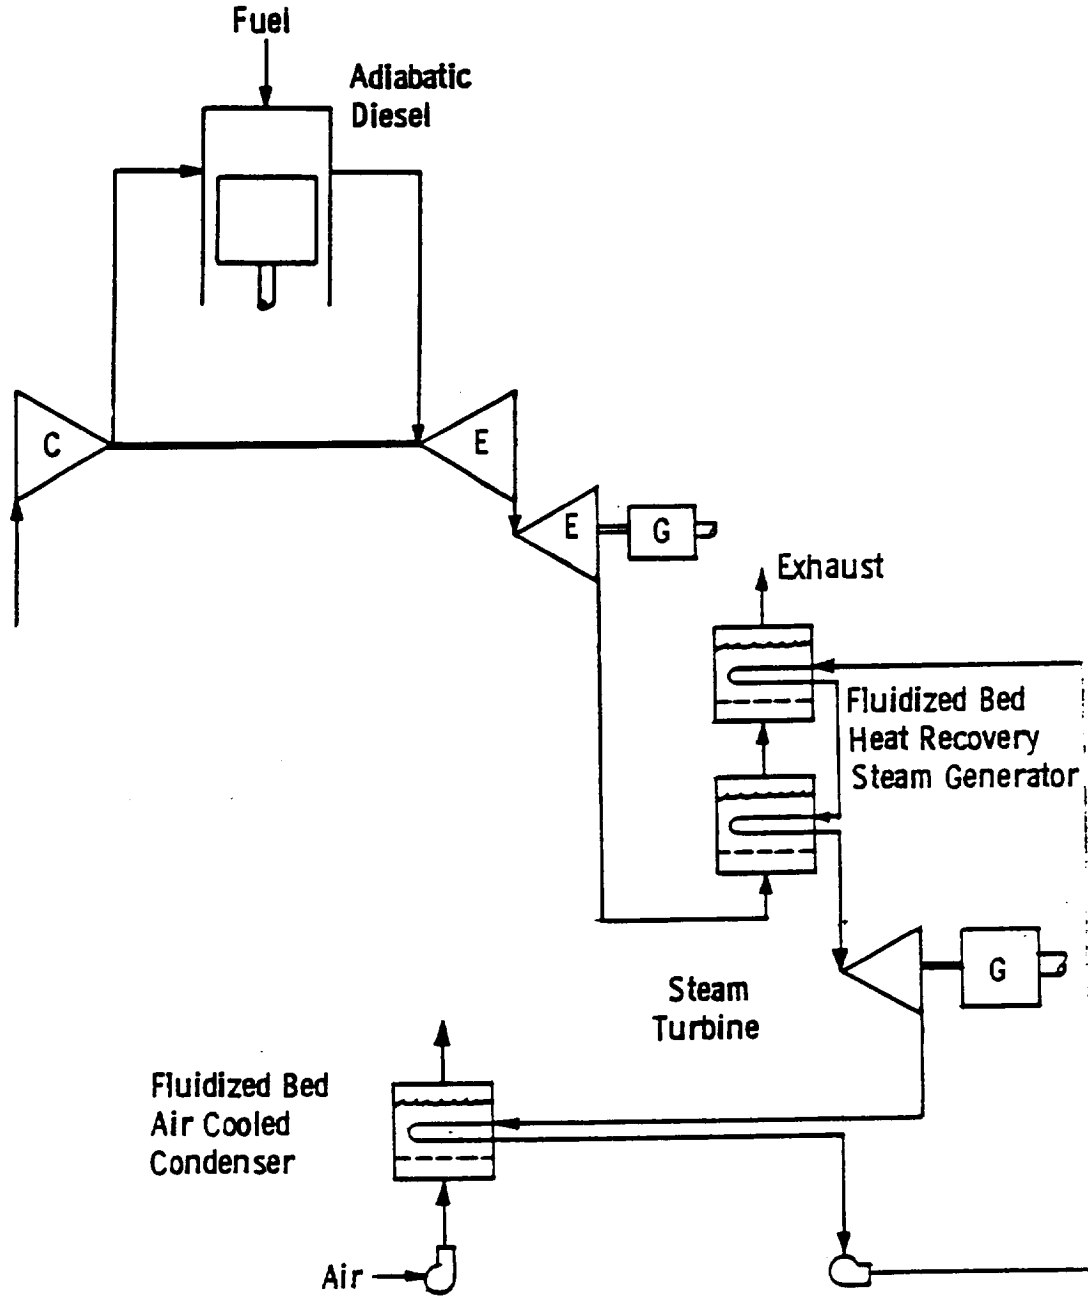 Fuel
Adiabatic
Diesel
C
E
E
G
Exhaust
Fluidized Bed
Heat Recovery
Steam Generator
G
Steam
Turbine
Fluidized Bed
Air Cooled
Condenser
Air